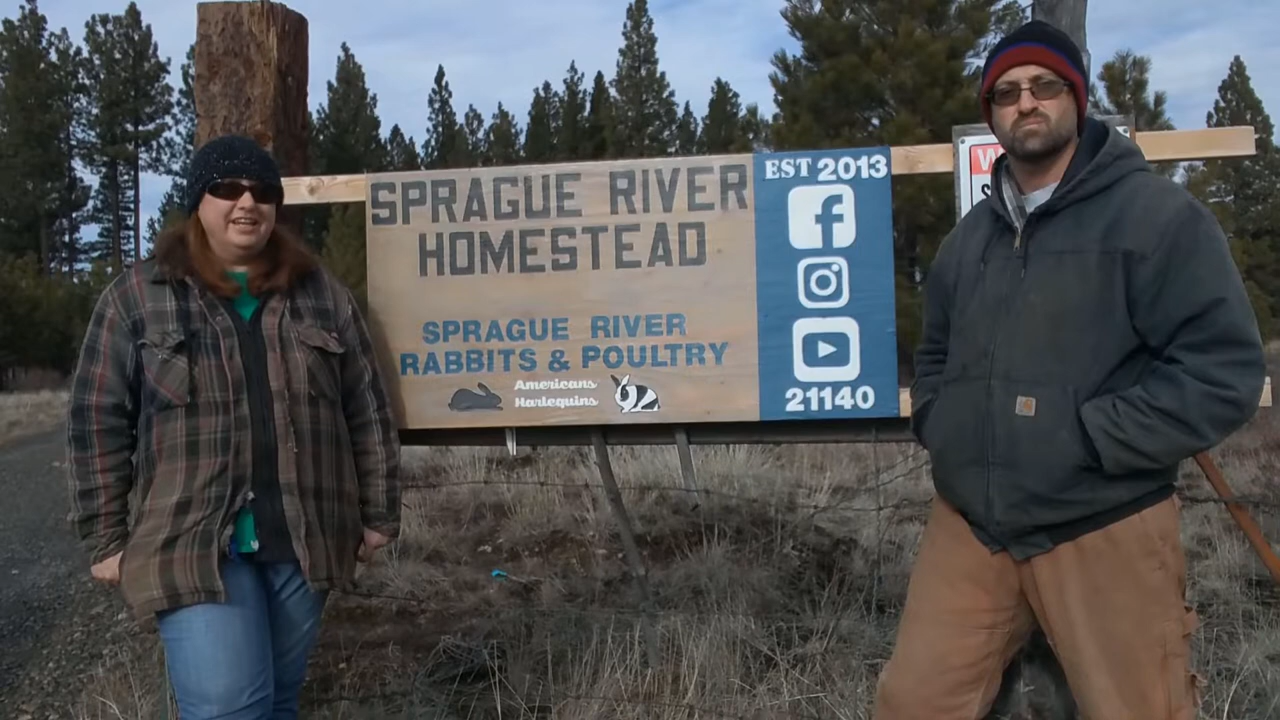 SPRAGUE RIVER
HOMESTEAD
SPRAGUE RIVER
RABBITS & POULTRY
Americans
Harlequins
EST 2013
f
21140